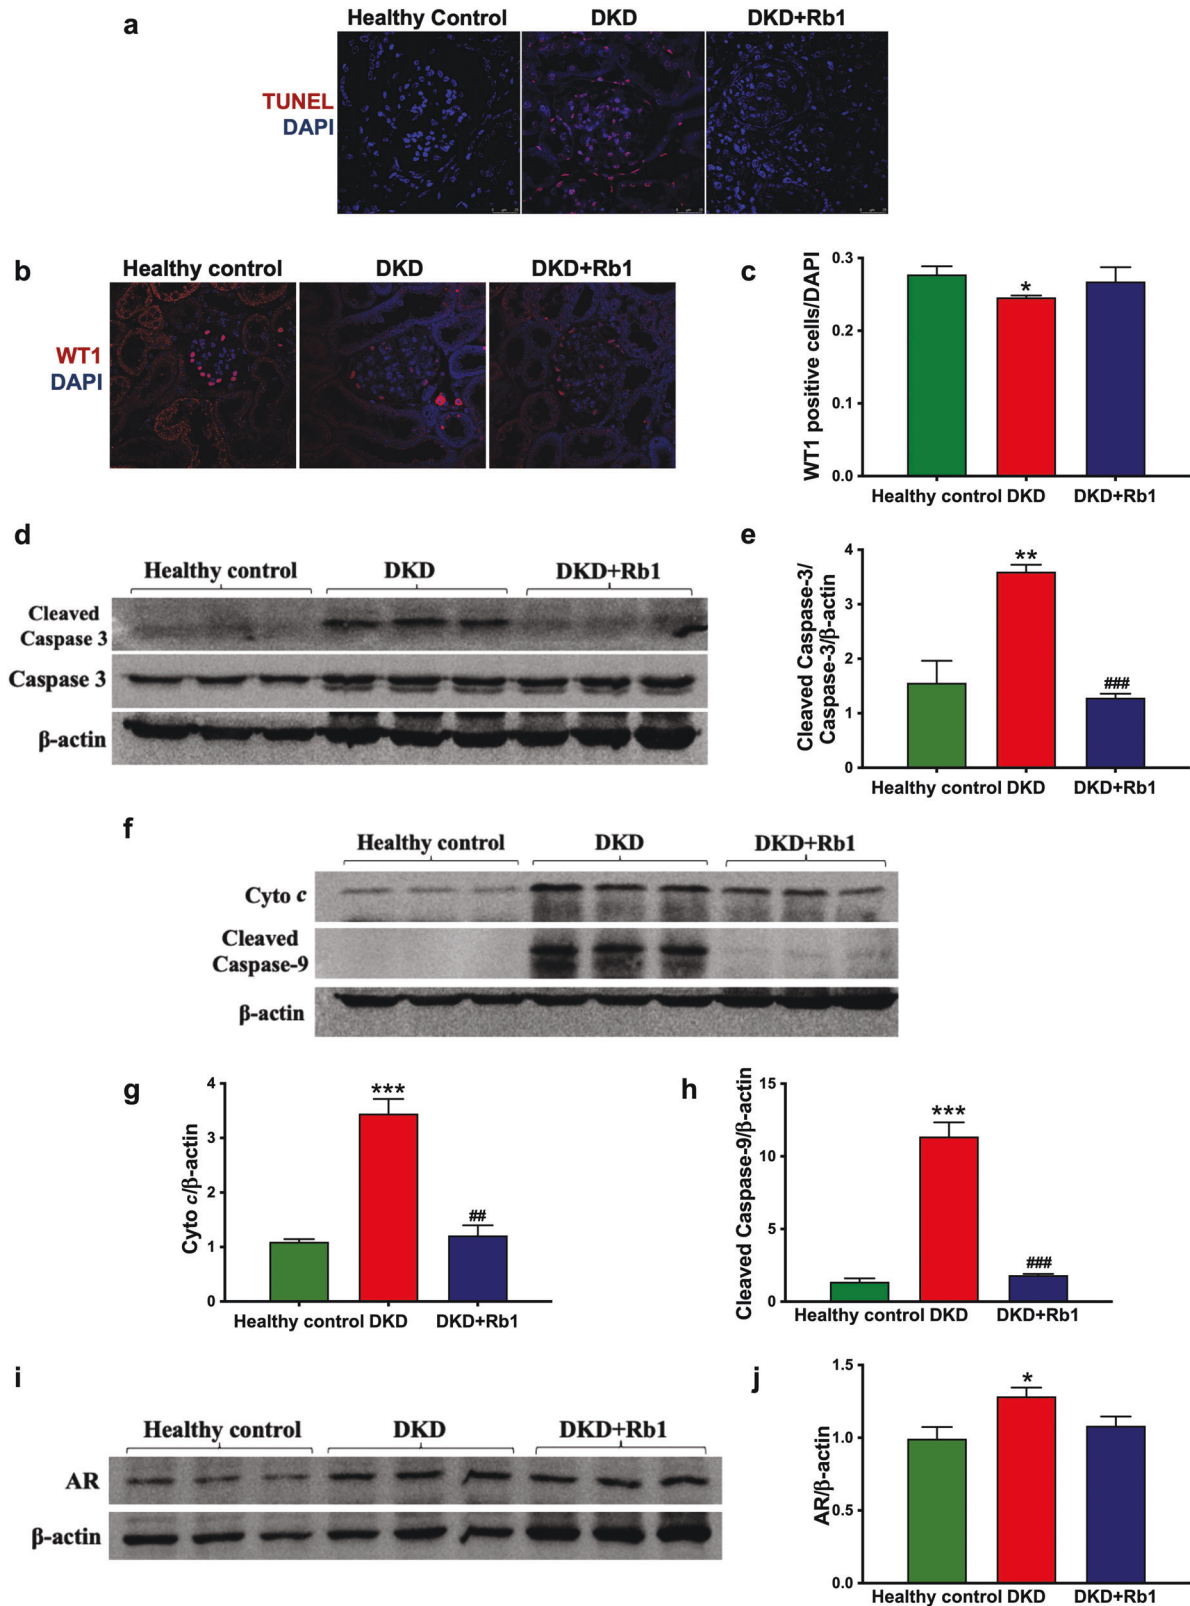 a
Healthy Control DKD DKD+Rb1
TUNEL
DAPI
b
Healthy control DKD DKD+Rb1
WT1
DAPI
c
WT1 positive cells/DAPI
0.3
0.2
0.1
0.0
*
Healthy control DKD DKD+Rb1
d
Healthy control DKD DKD+Rb1
Cleaved
Caspase 3
Caspase 3
β-actin
e
Cleaved Caspase-3/
Caspase-3/β-actin
4
3
2
1
0
**
###
Healthy control DKD DKD+Rb1
f
Healthy control DKD DKD+Rb1
Cyto c
Cleaved
Caspase-9
β-actin
g
Cyto c/β-actin
4
3
2
1
0
***
##
Healthy control DKD DKD+Rb1
h
Cleaved Caspase-9/β-actin
15
10
5
0
***
###
Healthy control DKD DKD+Rb1
i
Healthy control DKD DKD+Rb1
AR
β-actin
j
AR/β-actin
1.5
1.0
0.5
0.0
*
Healthy control DKD DKD+Rb1